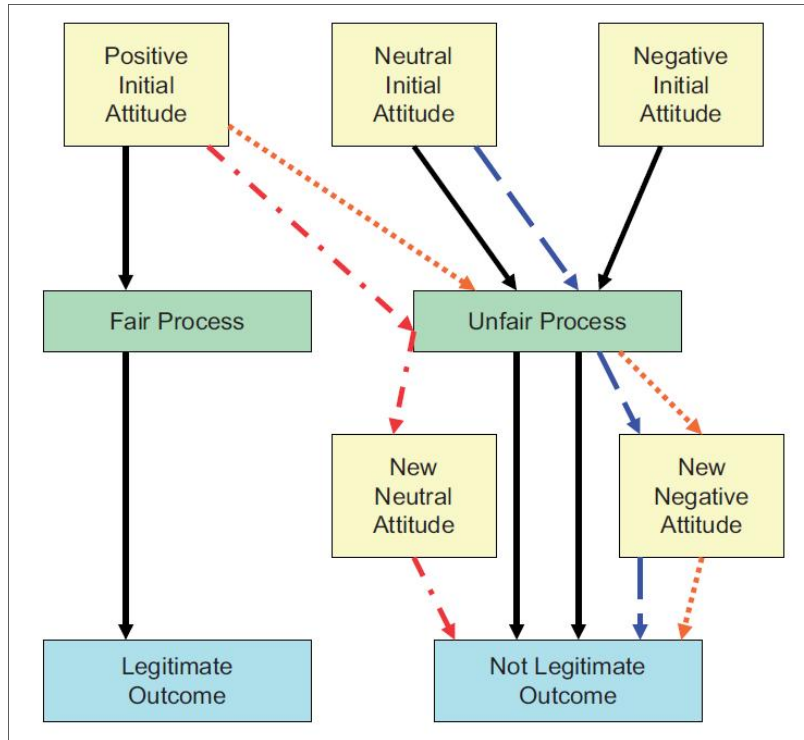 Positive
Initial
Attitude
Neutral
Initial
Attitude
Negative
Initial
Attitude
Fair Process
Unfair Process
New
Neutral
Attitude
New
Negative
Attitude
Legitimate
Outcome
Not Legitimate
Outcome